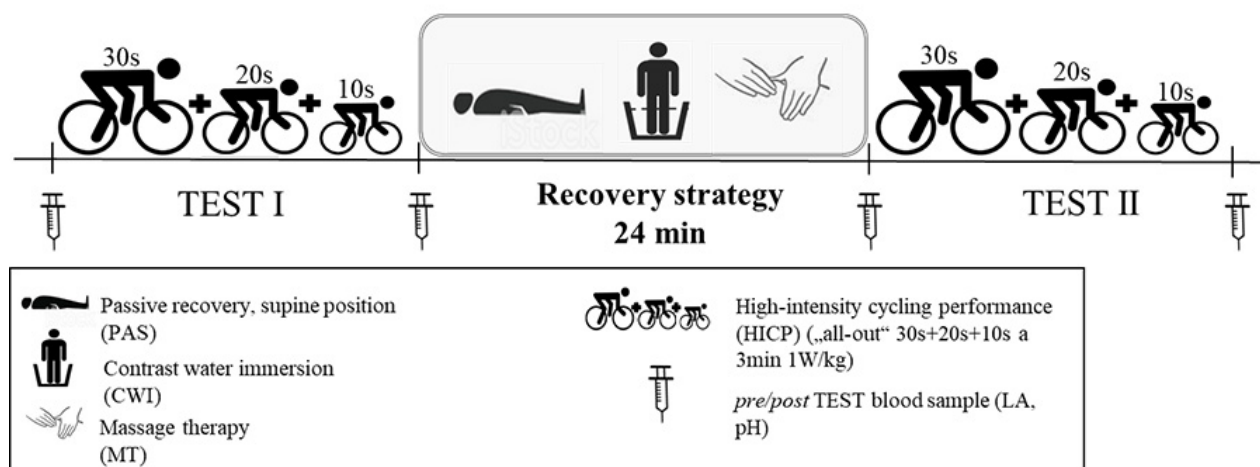 30s
20s
10s
iStock
30s
20s
10s
TEST I
Recovery strategy
24 min
TEST II
Passive recovery, supine position
(PAS)
Contrast water immersion
(CWI)
Massage therapy
(MT)
High-intensity cycling performance
(HICP) („all-out“ 30s+20s+10s a
3min 1W/kg)
pre/post TEST blood sample (LA,
pH)